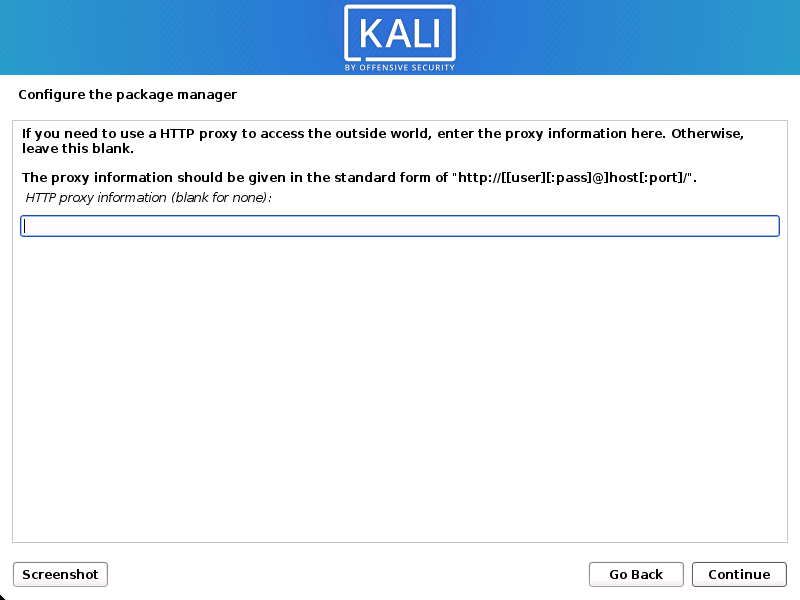 KALI
BY OFFENSIVE SECURITY
Configure the package manager
If you need to use a HTTP proxy to access the outside world, enter the proxy information here. Otherwise,
leave this blank.
The proxy information should be given in the standard form of "http://[[user][:pass]@]host[:port]/".
HTTP proxy information (blank for none):
Screenshot
Go Back
Continue